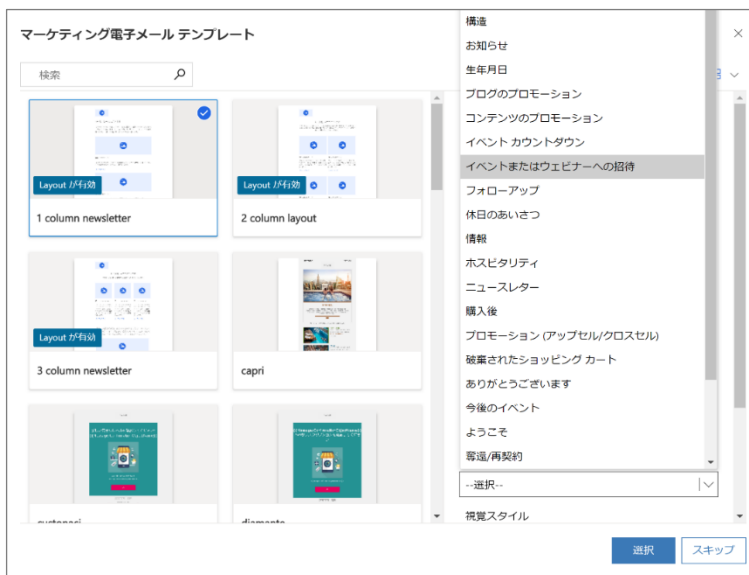 マーケティング電子メール テンプレート
検索
Layout が有効
1 column newsletter
Layout が有効
2 column layout
Layout が有効
3 column newsletter
capri
custonaci
diamante
構造
お知らせ
生年月日
ブログのプロモーション
コンテンツのプロモーション
イベント カウントダウン
イベントまたはウェビナーへの招待
フォローアップ
休日のあいさつ
情報
ホスピタリティ
ニュースレター
購入後
プロモーション (アップセル/クロスセル)
破棄されたショッピング カート
ありがとうございます
今後のイベント
ようこそ
奪還/再契約
--選択--
視覚スタイル
選択
スキップ